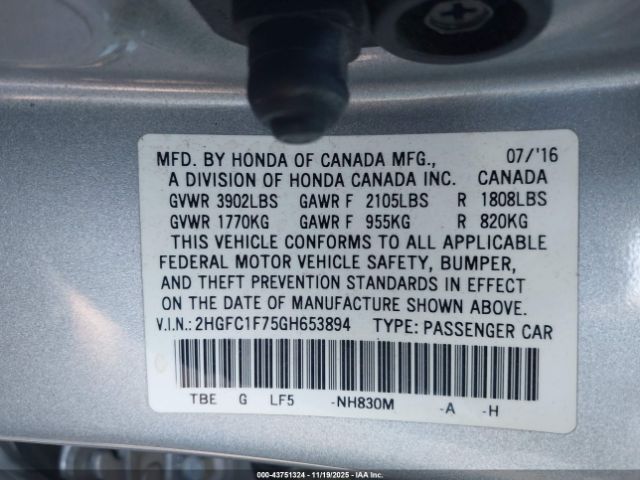 MFD. BY HONDA OF CANADA MFG., 07/'16
A DIVISION OF HONDA CANADA INC. CANADA
GVWR 3902LBS GAWR F 2105LBS R 1808LBS
GVWR 1770KG GAWR F 955KG R 820KG
THIS VEHICLE CONFORMS TO ALL APPLICABLE
FEDERAL MOTOR VEHICLE SAFETY, BUMPER,
AND THEFT PREVENTION STANDARDS IN EFFECT
ON THE DATE OF MANUFACTURE SHOWN ABOVE.
V.I.N.: 2HGFC1F75GH653894 TYPE: PASSENGER CAR
C
TBE G LF5 -NH830M -A -H
000-43751324 - 11/19/2025 - IAA Inc.